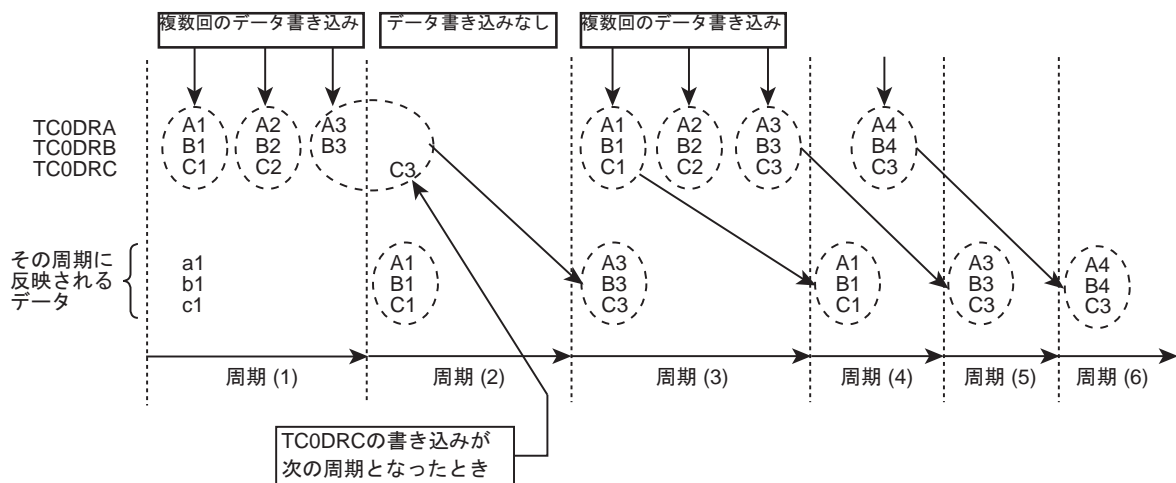 複数回のデータ書き込み データ書き込みなし 複数回のデータ書き込み
TC0DRA A1 A2 A3 A1 A2 A3 A4
TC0DRB B1 B2 B3 B1 B2 B3 B4
TC0DRC C1 C2 C3 C1 C2 C3 C3
その周期に
反映される
データ
a1 A1 A3 A1 A3 A4
b1 B1 B3 B1 B3 B4
c1 C1 C3 C1 C3 C3
周期 (1) 周期 (2) 周期 (3) 周期 (4) 周期 (5) 周期 (6)
TC0DRCの書き込みが
次の周期となったとき